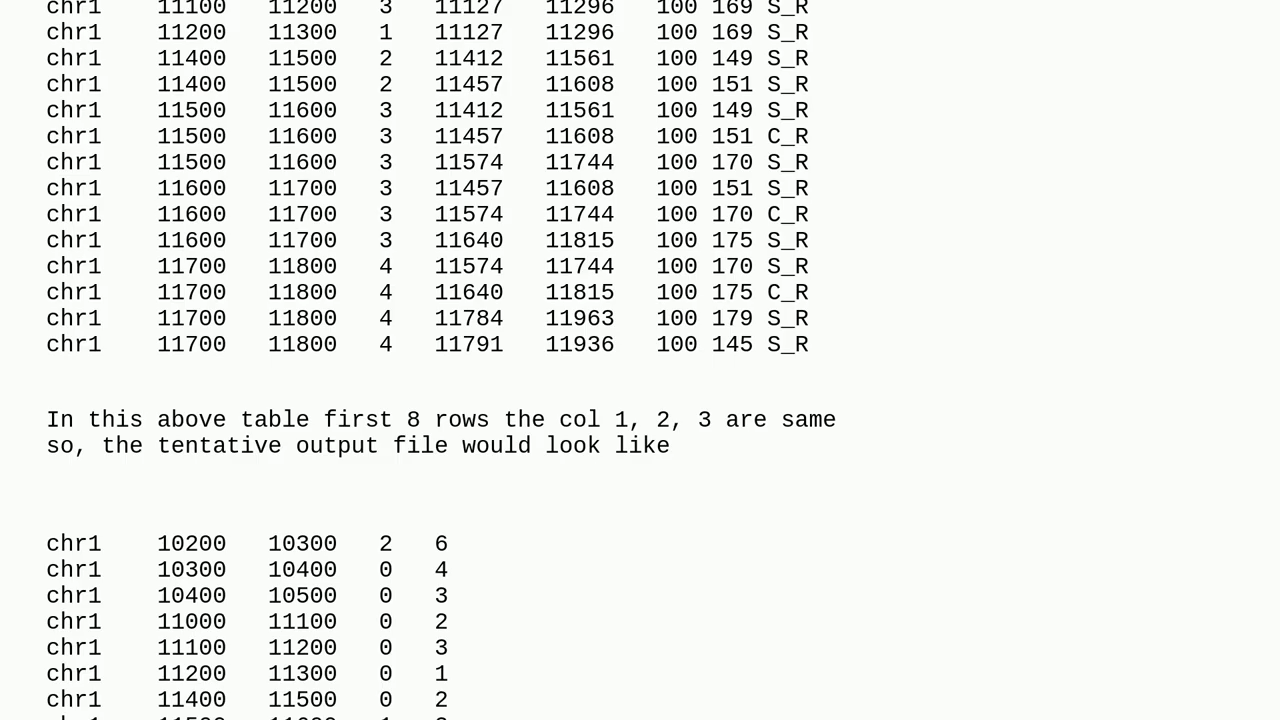 chr1    11100   11200   3   11127   11296   100 169 S_R
chr1    11200   11300   1   11127   11296   100 169 S_R
chr1    11400   11500   2   11412   11561   100 149 S_R
chr1    11400   11500   2   11457   11608   100 151 S_R
chr1    11500   11600   3   11412   11561   100 149 S_R
chr1    11500   11600   3   11457   11608   100 151 C_R
chr1    11500   11600   3   11574   11744   100 170 S_R
chr1    11600   11700   3   11457   11608   100 151 S_R
chr1    11600   11700   3   11574   11744   100 170 C_R
chr1    11600   11700   3   11640   11815   100 175 S_R
chr1    11700   11800   4   11574   11744   100 170 S_R
chr1    11700   11800   4   11640   11815   100 175 C_R
chr1    11700   11800   4   11784   11963   100 179 S_R
chr1    11700   11800   4   11791   11936   100 145 S_R
In this above table first 8 rows the col 1, 2, 3 are same
so, the tentative output file would look like
chr1    10200   10300   2   6
chr1    10300   10400   0   4
chr1    10400   10500   0   3
chr1    11000   11100   0   2
chr1    11100   11200   0   3
chr1    11200   11300   0   1
chr1    11400   11500   0   2